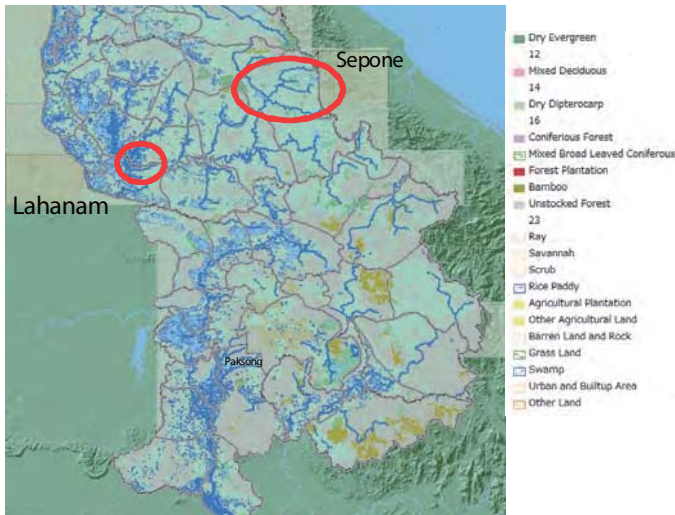 Sepone
Lahanam
Paksong
Dry Evergreen
12
Mixed Deciduous
14
Dry Dipterocarp
16
Coniferious Forest
Mixed Broad Leaved Coniferous
Forest Plantation
Bamboo
Unstocked Forest
23
Ray
Savannah
Scrub
Rice Paddy
Agricultural Plantation
Other Agricultural Land
Barren Land and Rock
Grass Land
Swamp
Urban and Builtup Area
Other Land